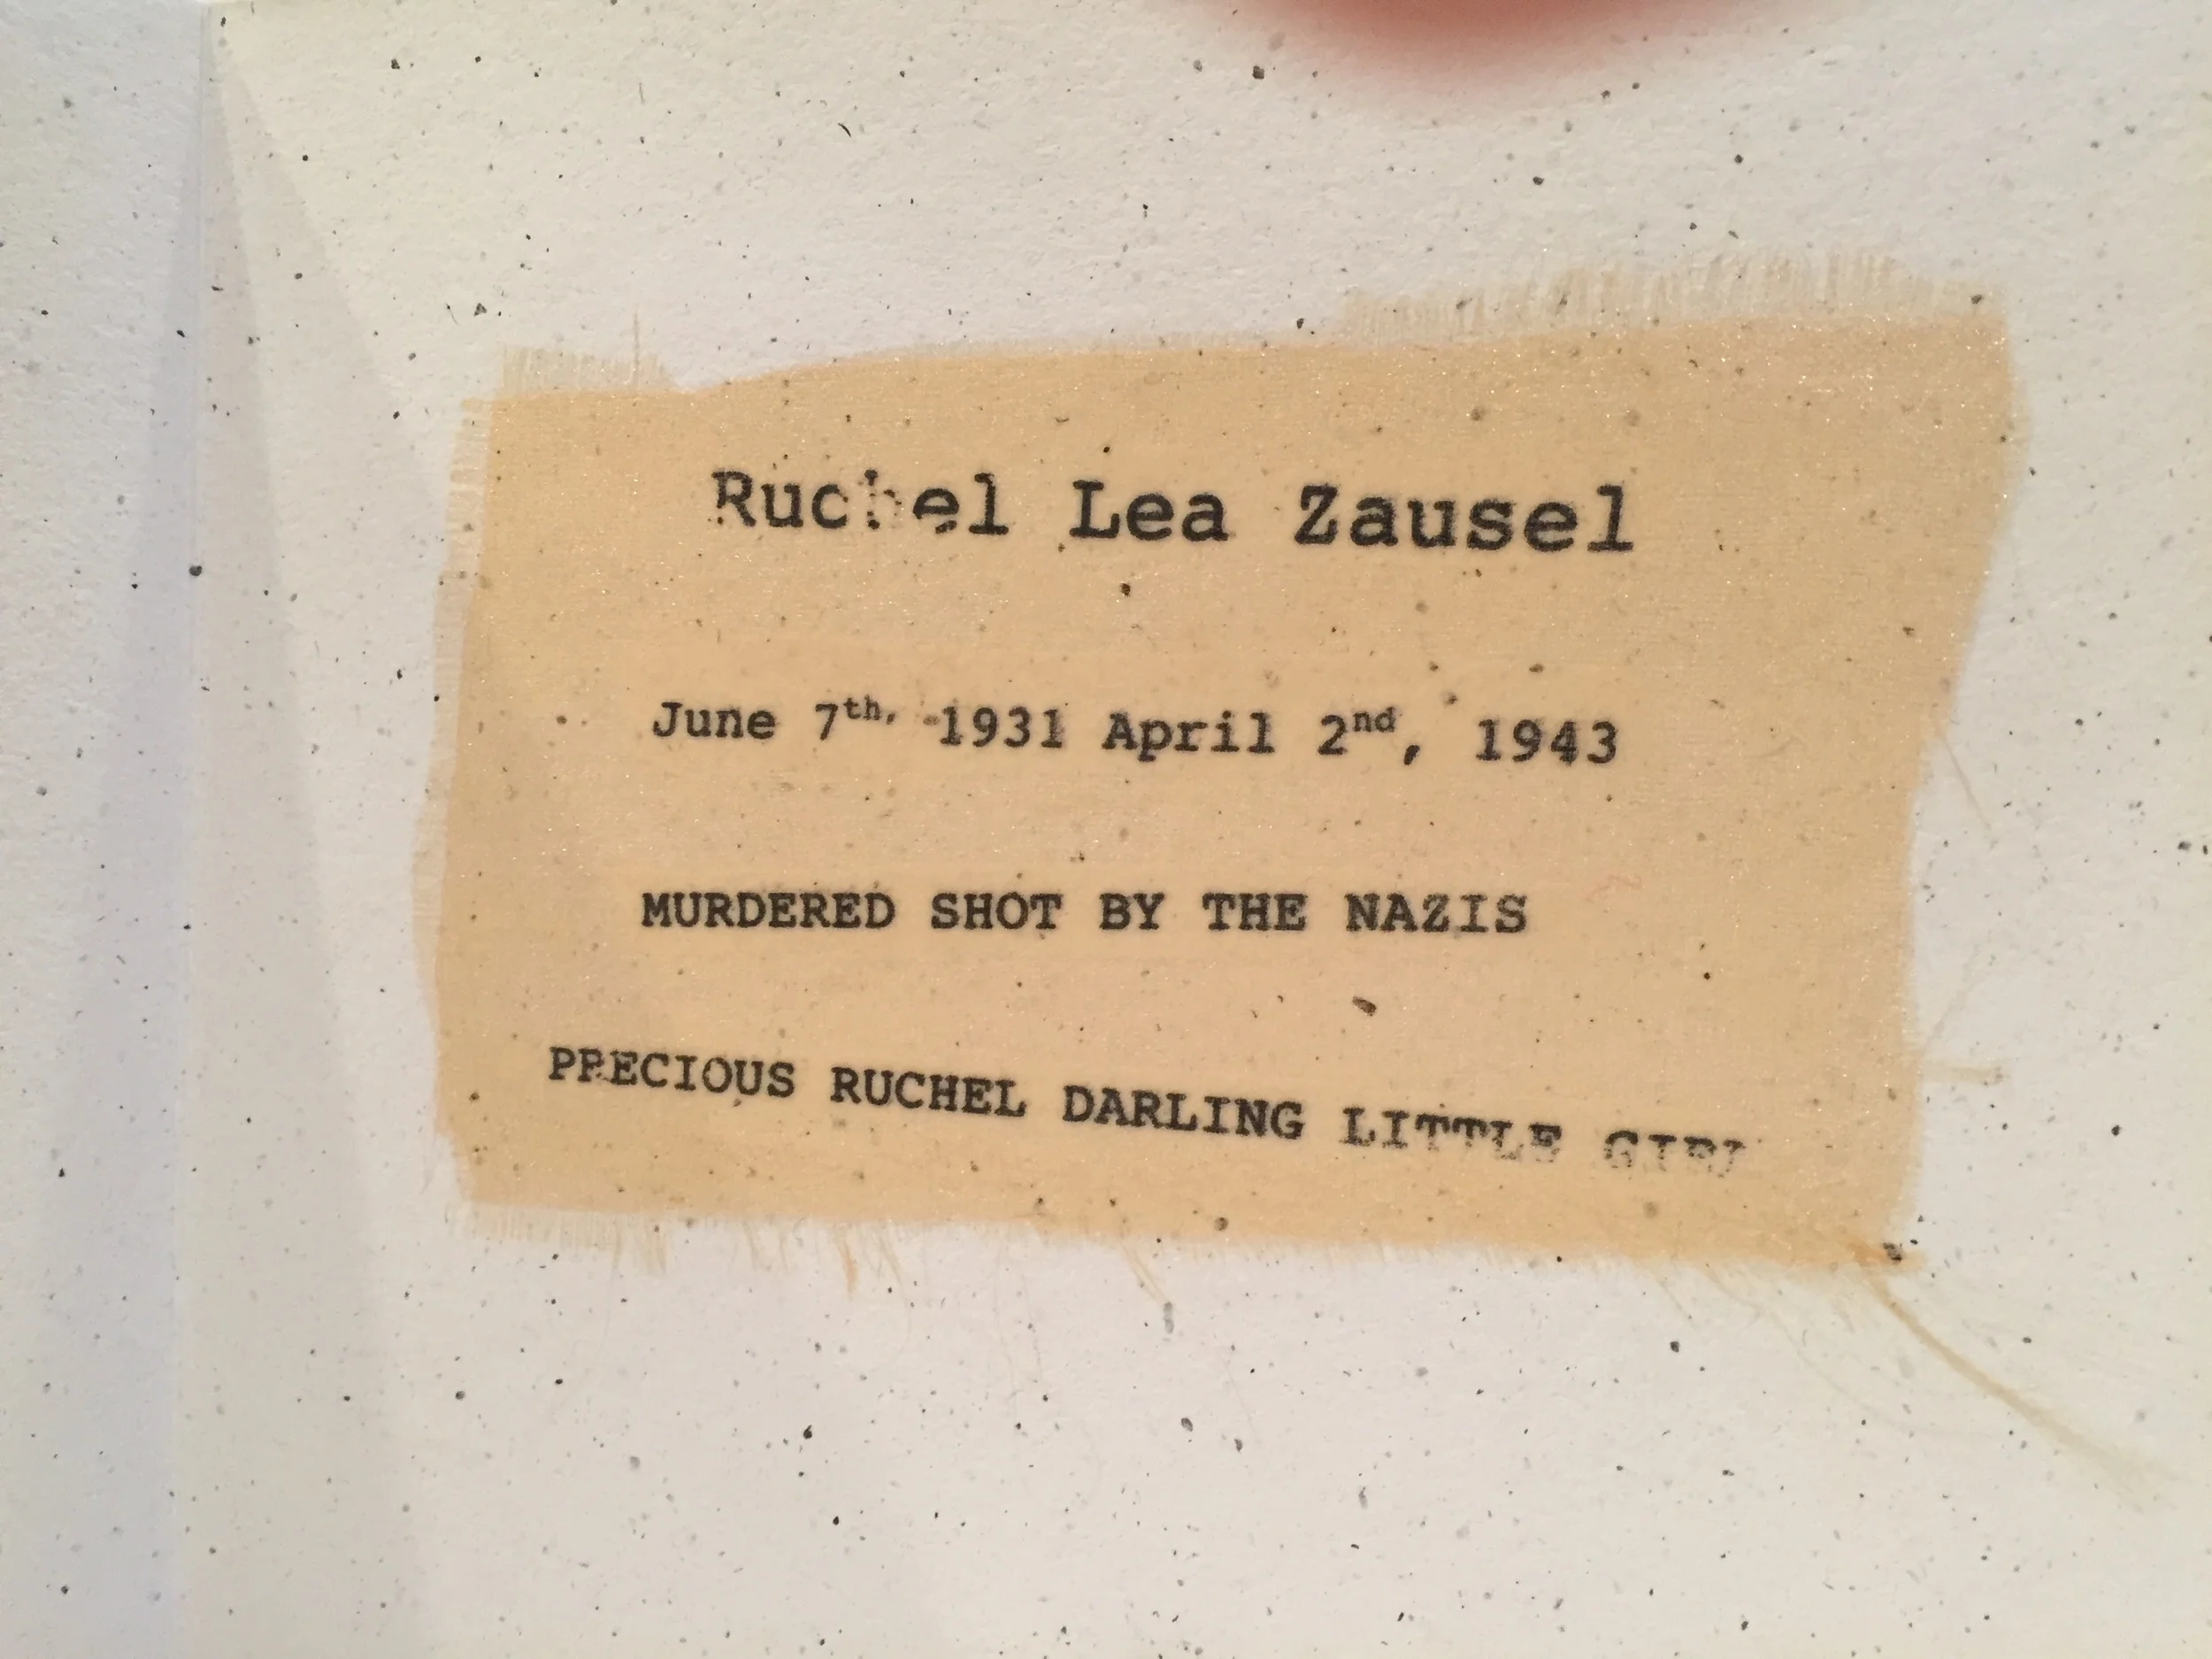 Ruchel Lea Zausel
June 7th, 1931 April 2nd, 1943
MURDERED SHOT BY THE NAZIS
PRECIOUS RUCHEL DARLING LITTLE GIRL